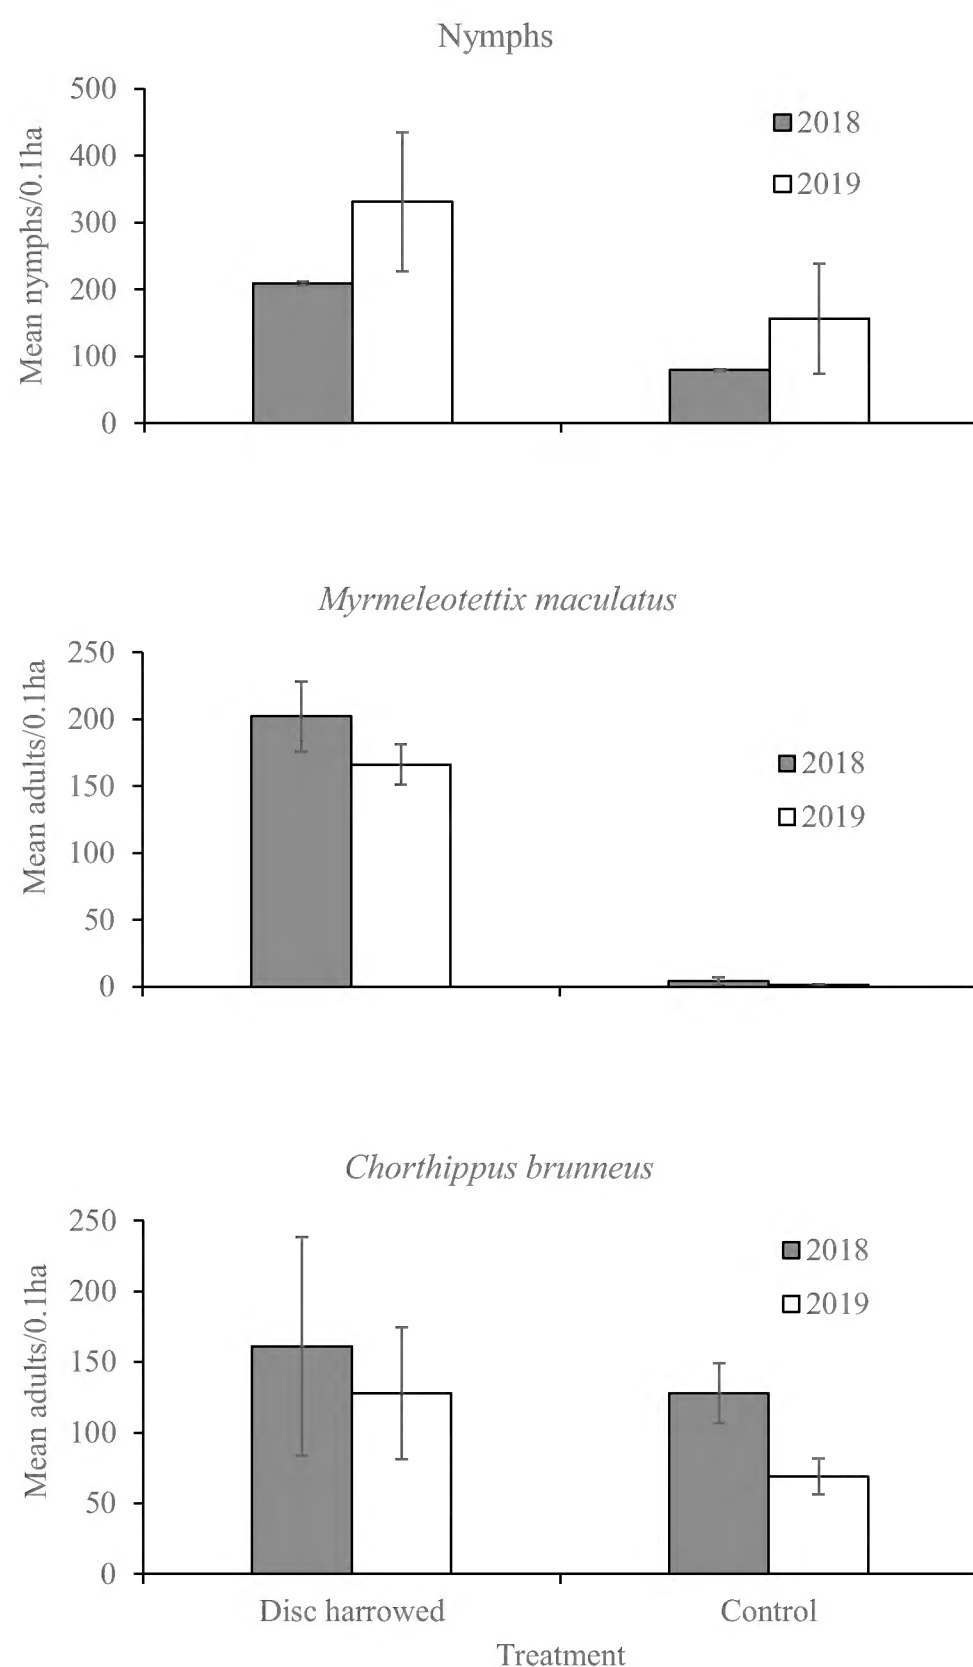 Nymphs
Mean nymphs/0.1ha
500
400
300
200
100
0
2018
2019
Myrmeleotettix maculatus
Mean adults/0.1ha
250
200
150
100
50
0
2018
2019
Chorthippus brunneus
Mean adults/0.1ha
250
200
150
100
50
0
2018
2019
Disc harrowed
Control
Treatment